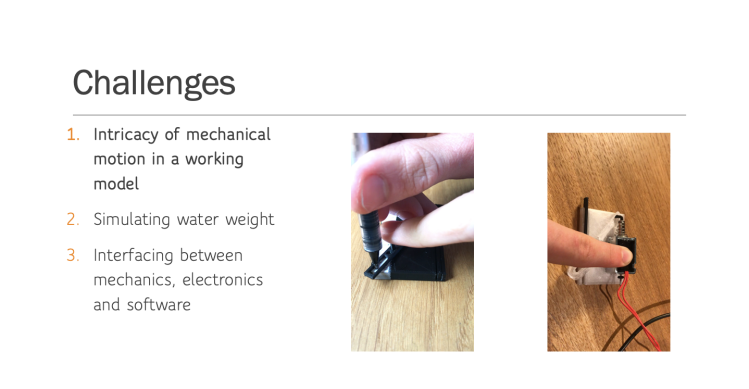 Challenges
1. Intricacy of mechanical
motion in a working
model
2. Simulating water weight
3. Interfacing between
mechanics, electronics
and software